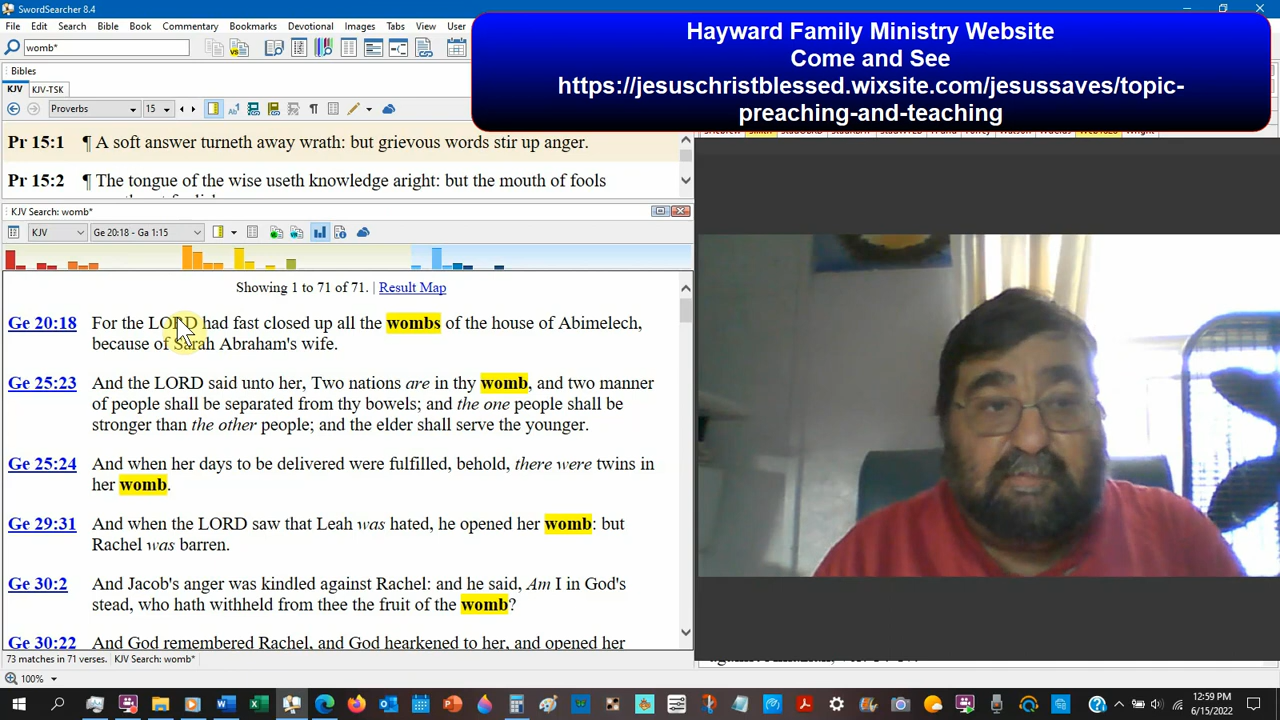 SwordSearcher 8.4
File Edit Search Bible Book Commentary Devotional Images Tabs View User
womb*
Hayward Family Ministry Website
Come and See
https://jesuschristblessed.wixsite.com/jesussaves/topic-
preaching-and-teaching
Bibles
KJV KJV-TSK
Proverbs 15
Pr 15:1 ¶ A soft answer turneth away wrath: but grievous words stir up anger.
Pr 15:2 ¶ The tongue of the wise useth knowledge aright: but the mouth of fools
KJV Search: womb*
KJV Ge 20:18 - Ga 1:15
Showing 1 to 71 of 71. | Result Map
Ge 20:18 For the LORD had fast closed up all the wombs of the house of Abimelech,
because of Sarah Abraham's wife.
Ge 25:23 And the LORD said unto her, Two nations are in thy womb, and two manner
of people shall be separated from thy bowels; and the one people shall be
stronger than the other people; and the elder shall serve the younger.
Ge 25:24 And when her days to be delivered were fulfilled, behold, there were twins in
her womb.
Ge 29:31 And when the LORD saw that Leah was hated, he opened her womb: but
Rachel was barren.
Ge 30:2 And Jacob's anger was kindled against Rachel: and he said, Am I in God's
stead, who hath withheld from thee the fruit of the womb?
Ge 30:22 And God remembered Rachel, and God hearkened to her, and opened her
73 matches in 71 verses. KJV Search: womb*
100%
12:59 PM
6/15/2022